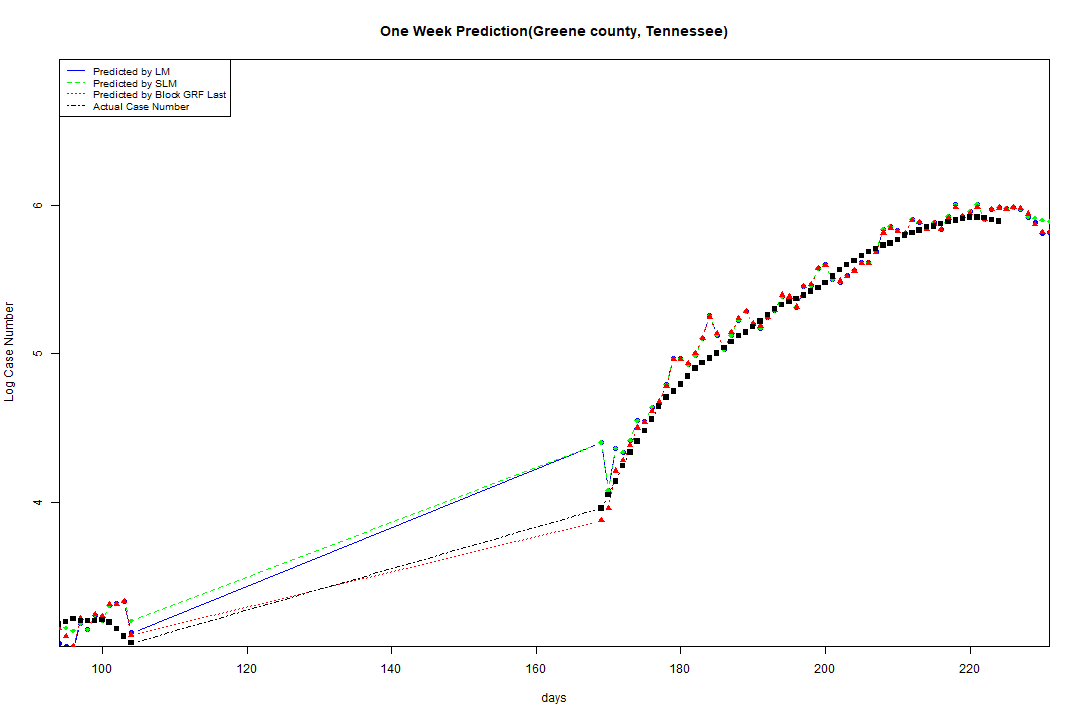 One Week Prediction(Greene county, Tennessee)
Predicted by LM
Predicted by SLM
Predicted by Block GRF Last
Actual Case Number
6
5
4
Log Case Number
100 120 140 160 180 200 220
days